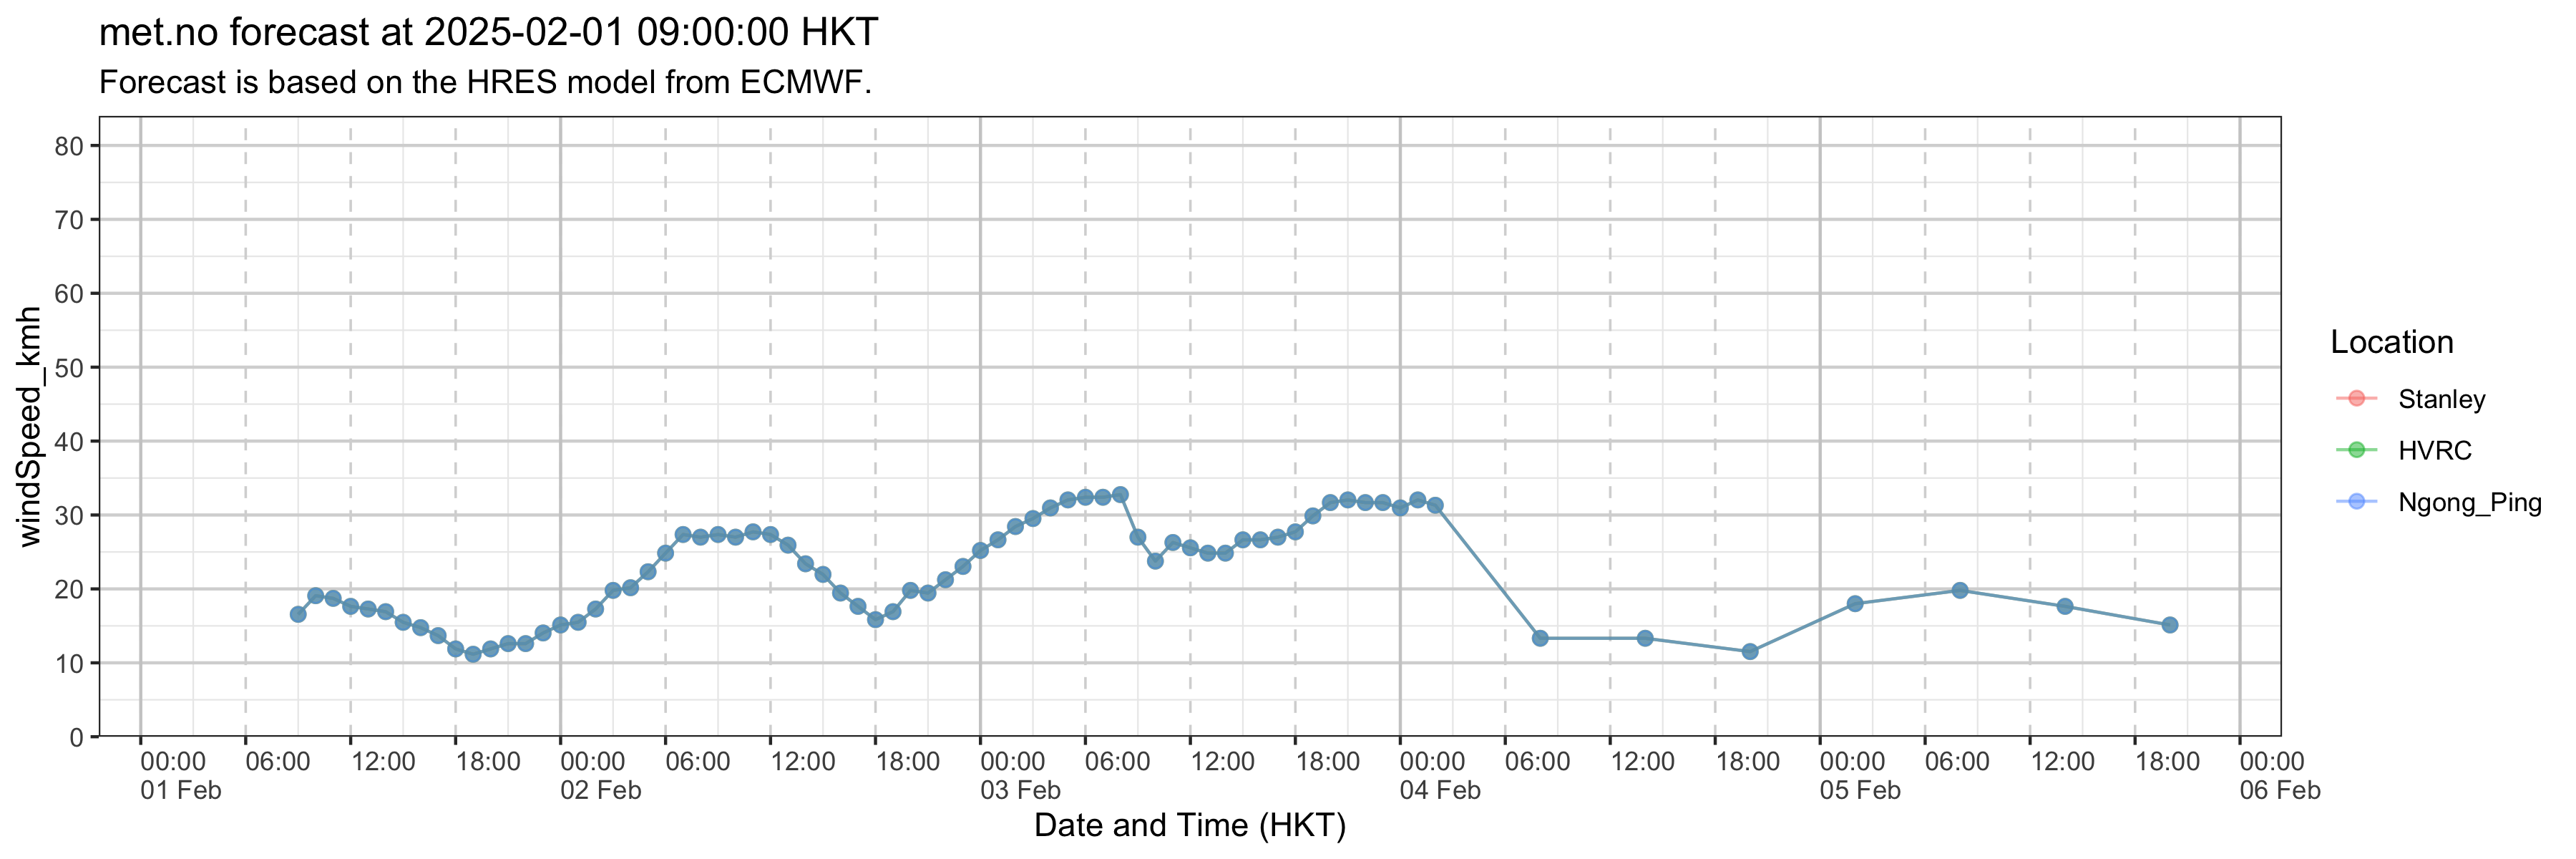 met.no forecast at 2025-02-01 09:00:00 HKT
Forecast is based on the HRES model from ECMWF.
windSpeed_kmh
80
70
60
50
40
30
20
10
0
00:00 06:00 12:00 18:00 00:00 06:00 12:00 18:00 00:00 06:00 12:00 18:00 00:00 06:00 12:00 18:00 00:00 06:00 12:00 18:00 00:00
01 Feb 02 Feb 03 Feb 04 Feb 05 Feb 06 Feb
Date and Time (HKT)
Location
Stanley
HVRC
Ngong_Ping